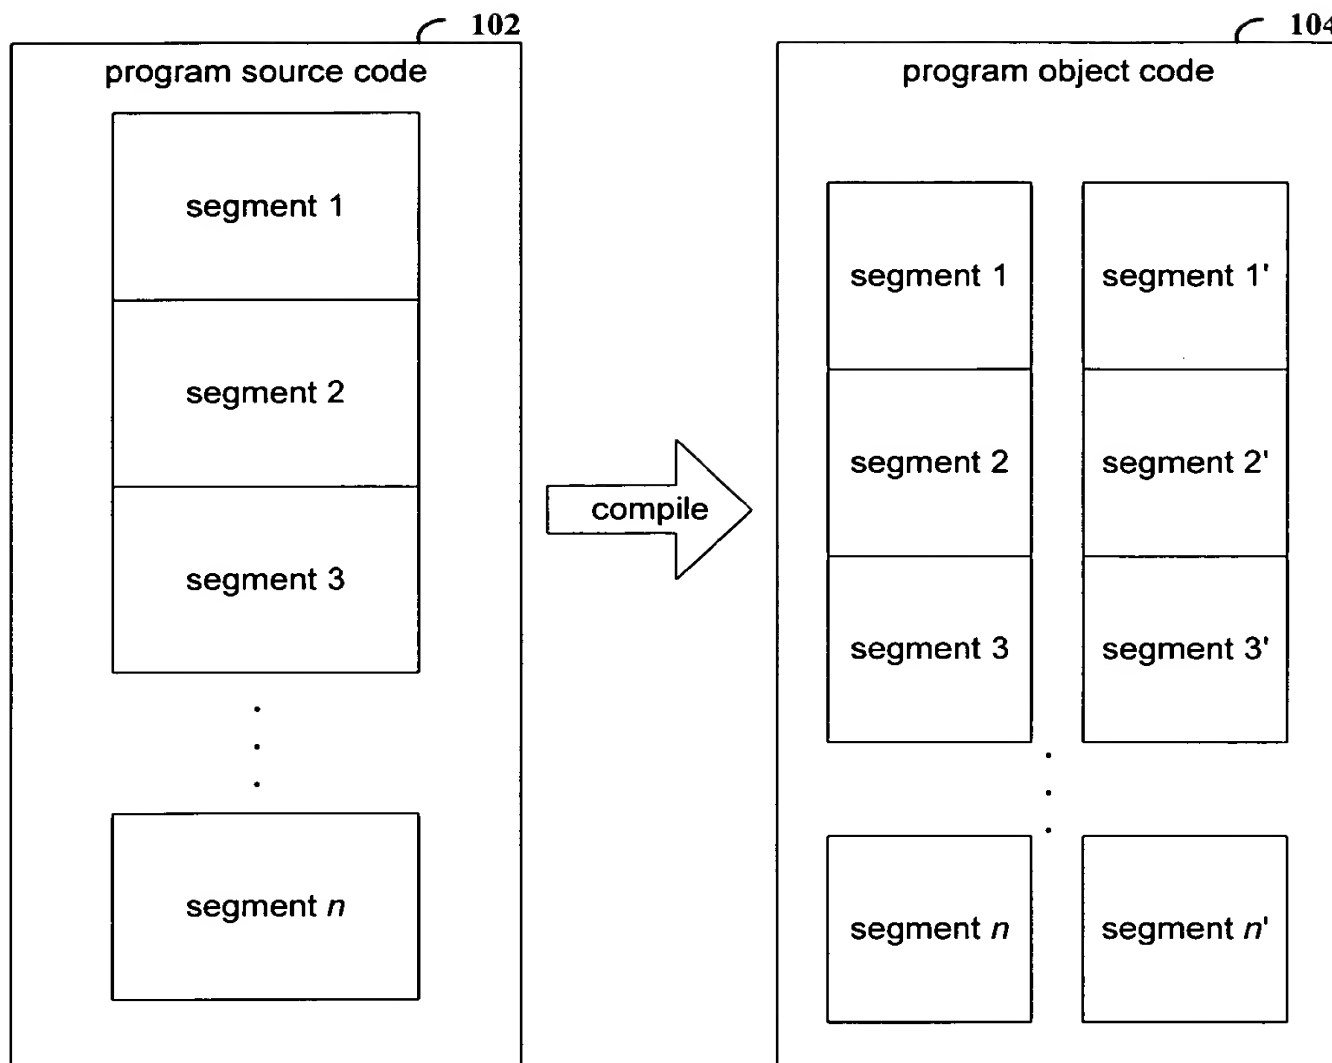 102
program source code
segment 1
segment 2
segment 3
segment n
compile
104
program object code
segment 1
segment 1'
segment 2
segment 2'
segment 3
segment 3'
segment n
segment n'